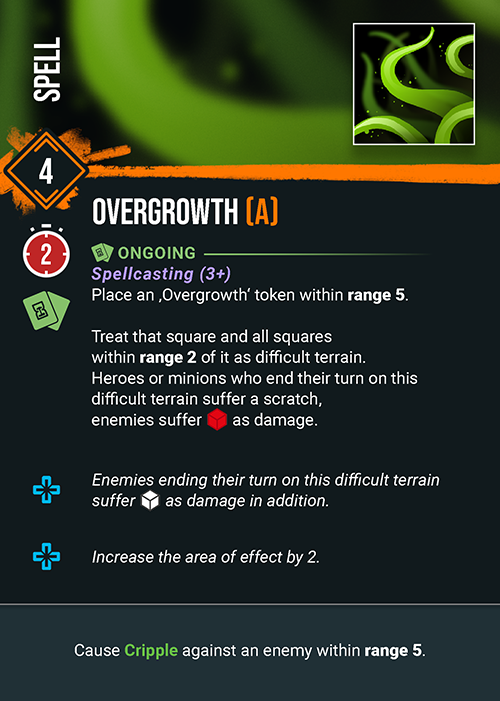 SPELL
4
OVERGROWTH (A)
2
ONGOING
Spellcasting (3+)
Place an ‚Overgrowth‘ token within range 5.
Treat that square and all squares
within range 2 of it as difficult terrain.
Heroes or minions who end their turn on this
difficult terrain suffer a scratch,
enemies suffer as damage.
Enemies ending their turn on this difficult terrain
suffer as damage in addition.
Increase the area of effect by 2.
Cause Cripple against an enemy within range 5.